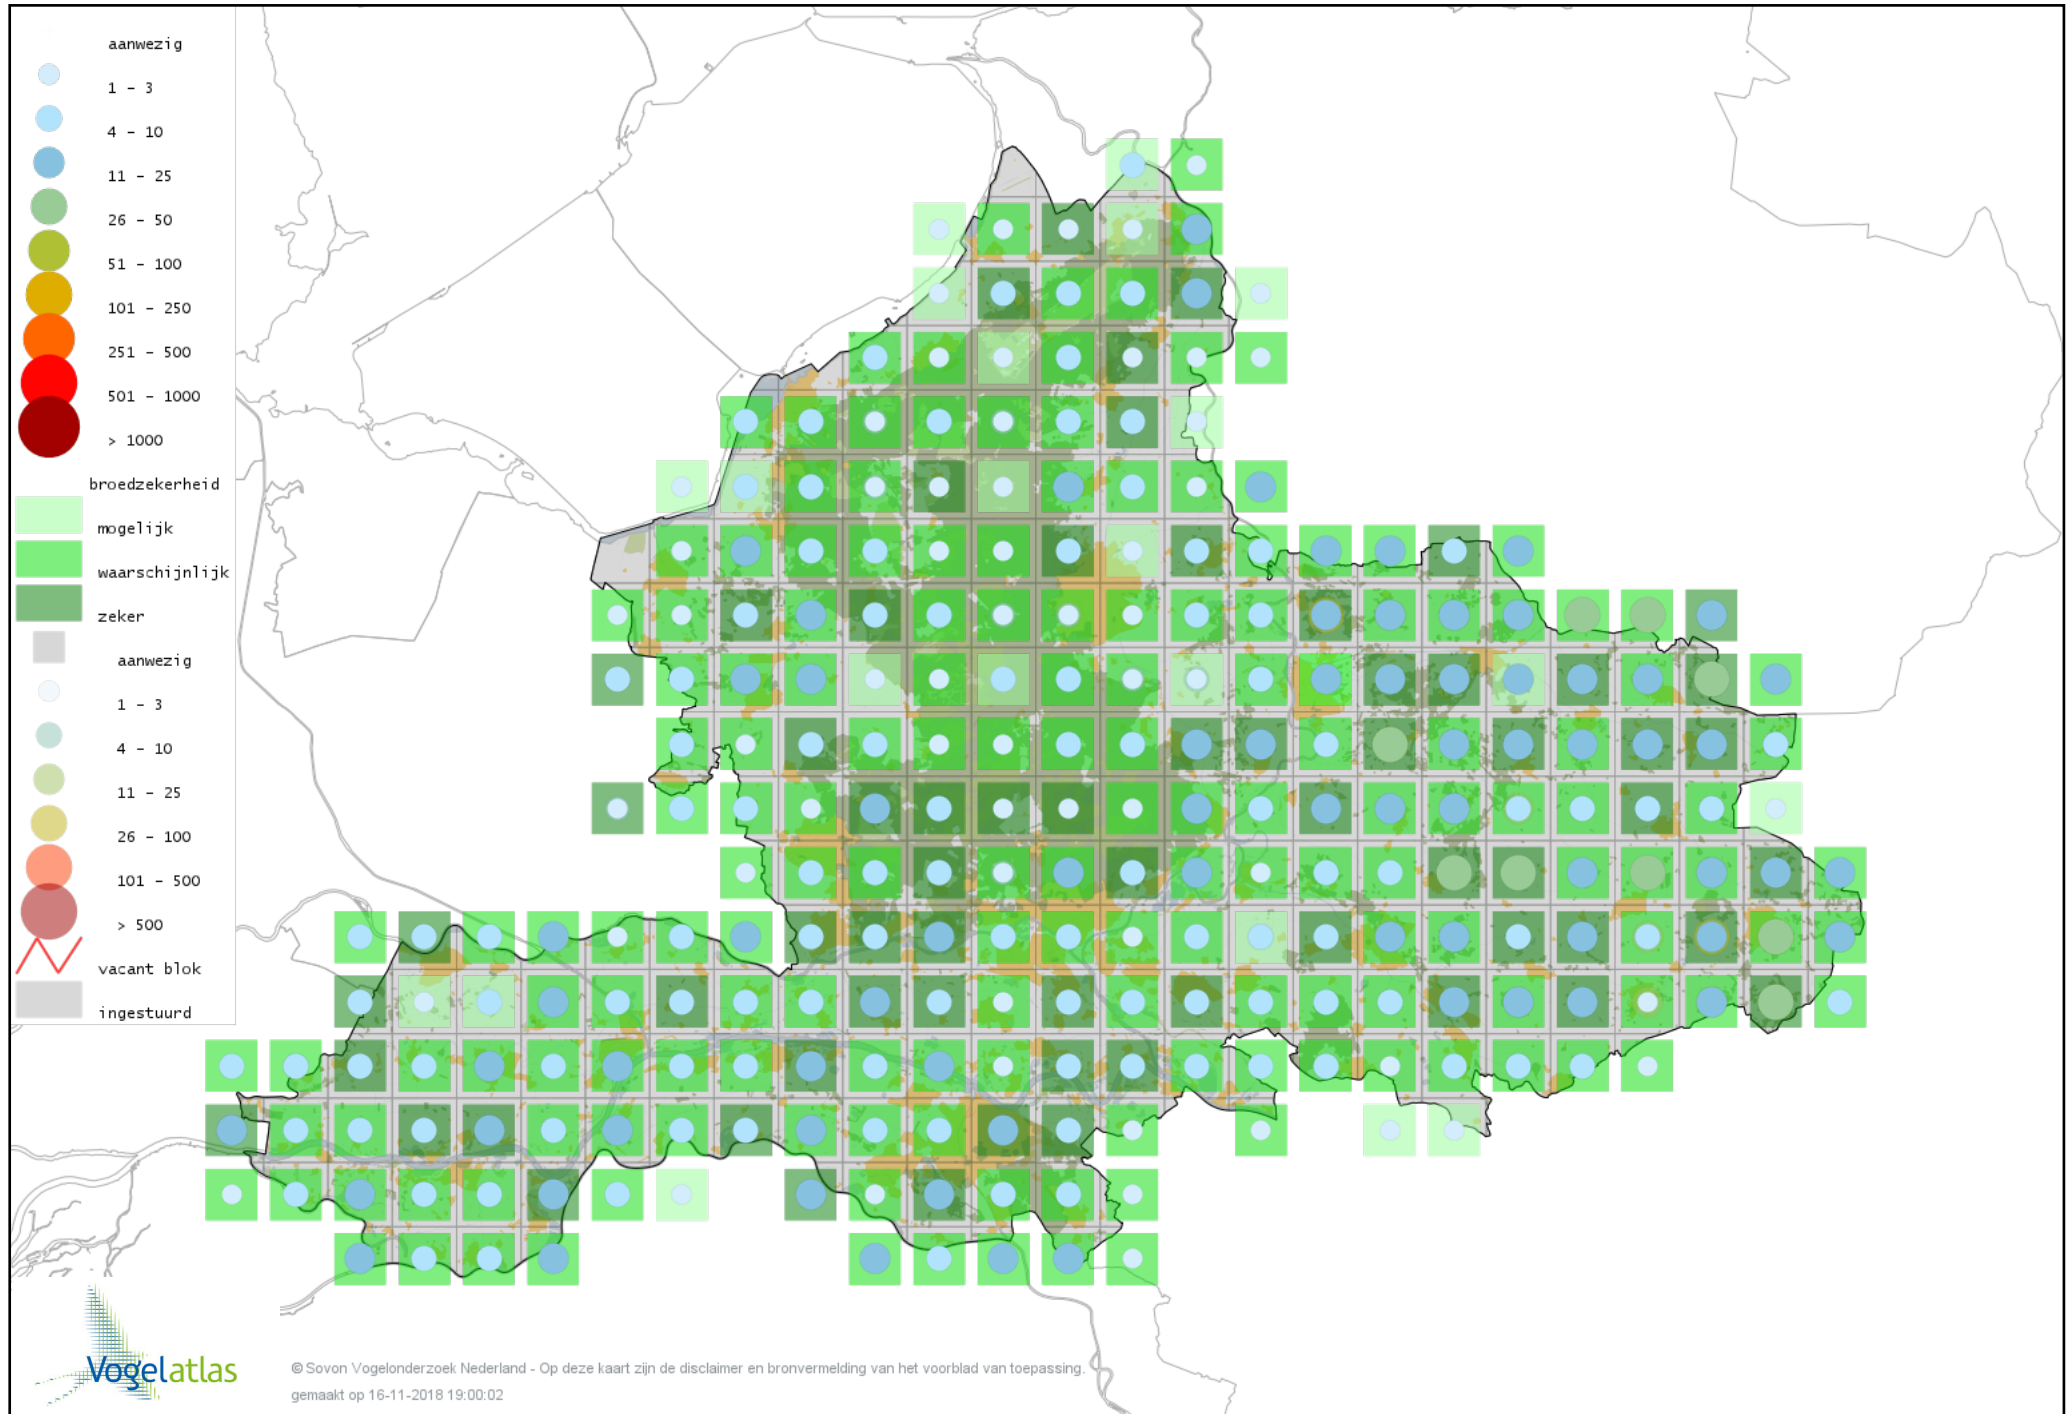 aanwezig
1 - 3
4 - 10
11 - 25
26 - 50
51 - 100
101 - 250
251 - 500
501 - 1000
> 1000
broedzekerheid
mogelijk
waarschijnlijk
zeker
aanwezig
1 - 3
4 - 10
11 - 25
26 - 100
101 - 500
> 500
vacant blok
ingestuurd
Vogelatlas
© Sovon Vogelonderzoek Nederland - Op deze kaart zijn de disclaimer en bronvermelding van het voorblad van toepassing.
gemaakt op 16-11-2018 19:00:02